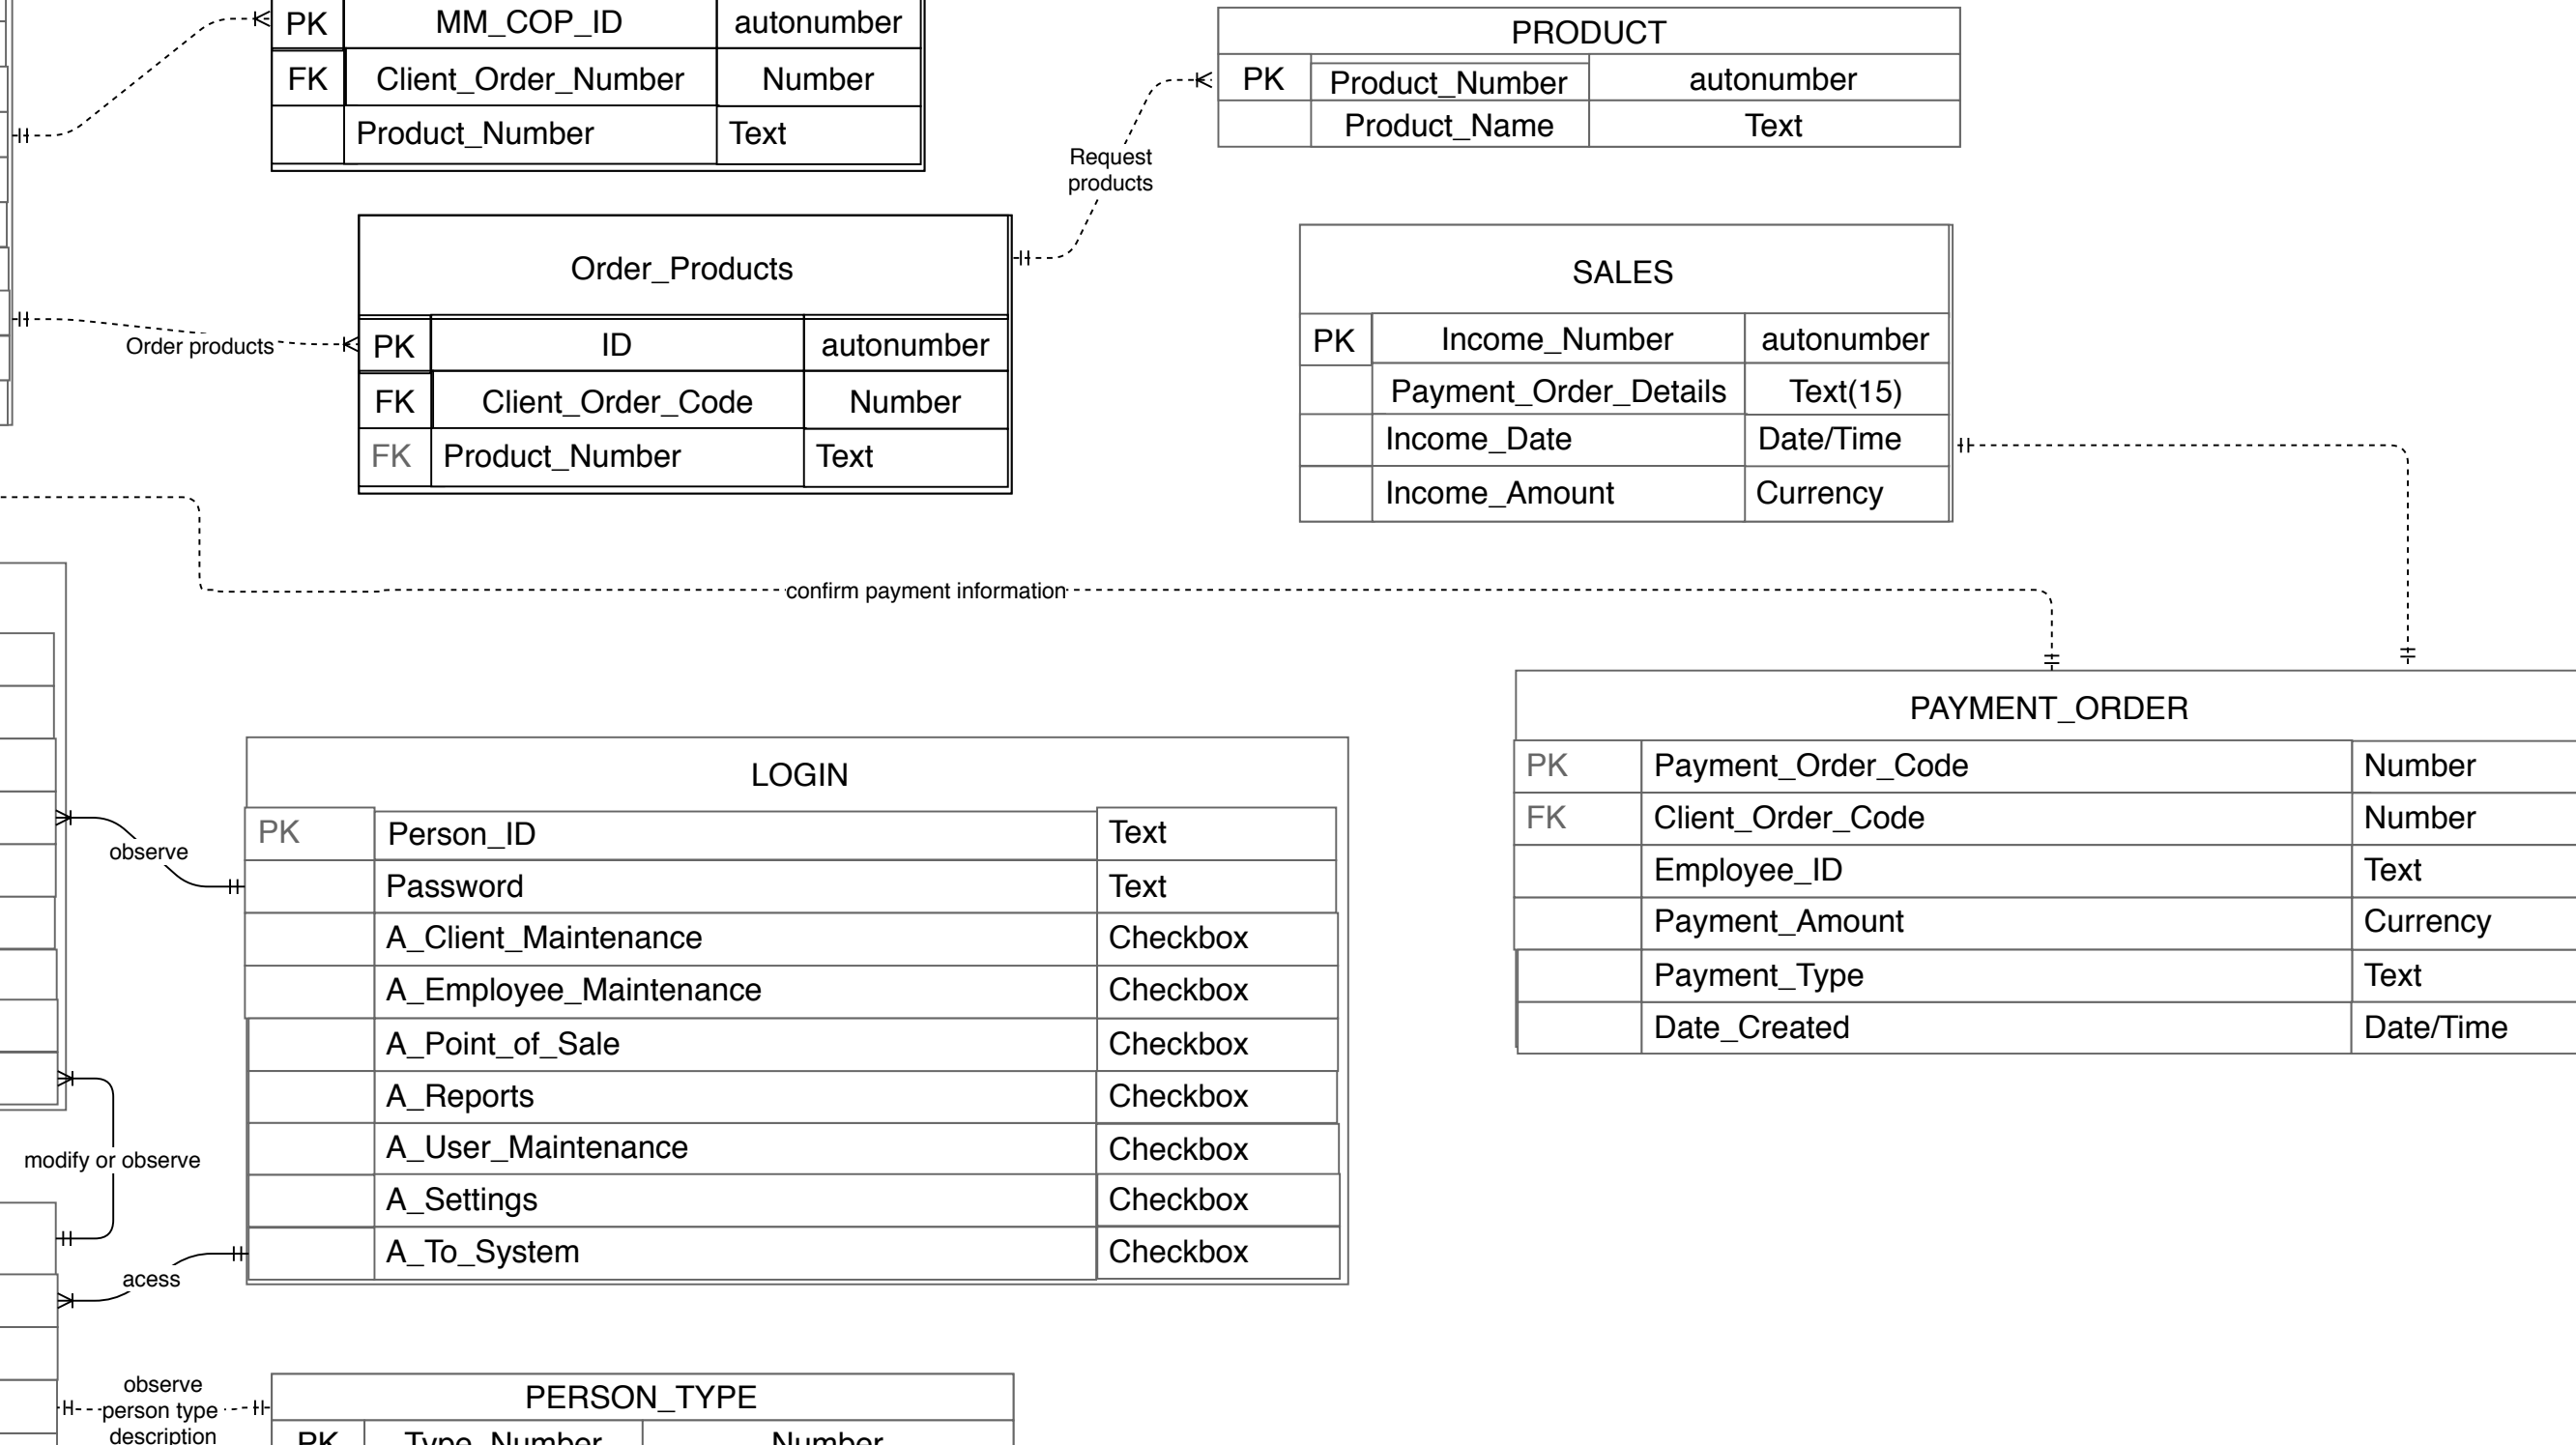 PK MM_COP_ID autonumber
FK Client_Order_Number Number
Product_Number Text
PRODUCT
PK Product_Number autonumber
Product_Name Text
Request
products
Order_Products
PK ID autonumber
FK Client_Order_Code Number
FK Product_Number Text
Order products
SALES
PK Income_Number autonumber
Payment_Order_Details Text(15)
Income_Date Date/Time
Income_Amount Currency
confirm payment information
PAYMENT_ORDER
PK Payment_Order_Code Number
FK Client_Order_Code Number
Employee_ID Text
Payment_Amount Currency
Payment_Type Text
Date_Created Date/Time
LOGIN
PK Person_ID Text
Password Text
A_Client_Maintenance Checkbox
A_Employee_Maintenance Checkbox
A_Point_of_Sale Checkbox
A_Reports Checkbox
A_User_Maintenance Checkbox
A_Settings Checkbox
A_To_System Checkbox
observe
modify or observe
acess
observe
person type
description
PERSON_TYPE
PK Type_Number Number